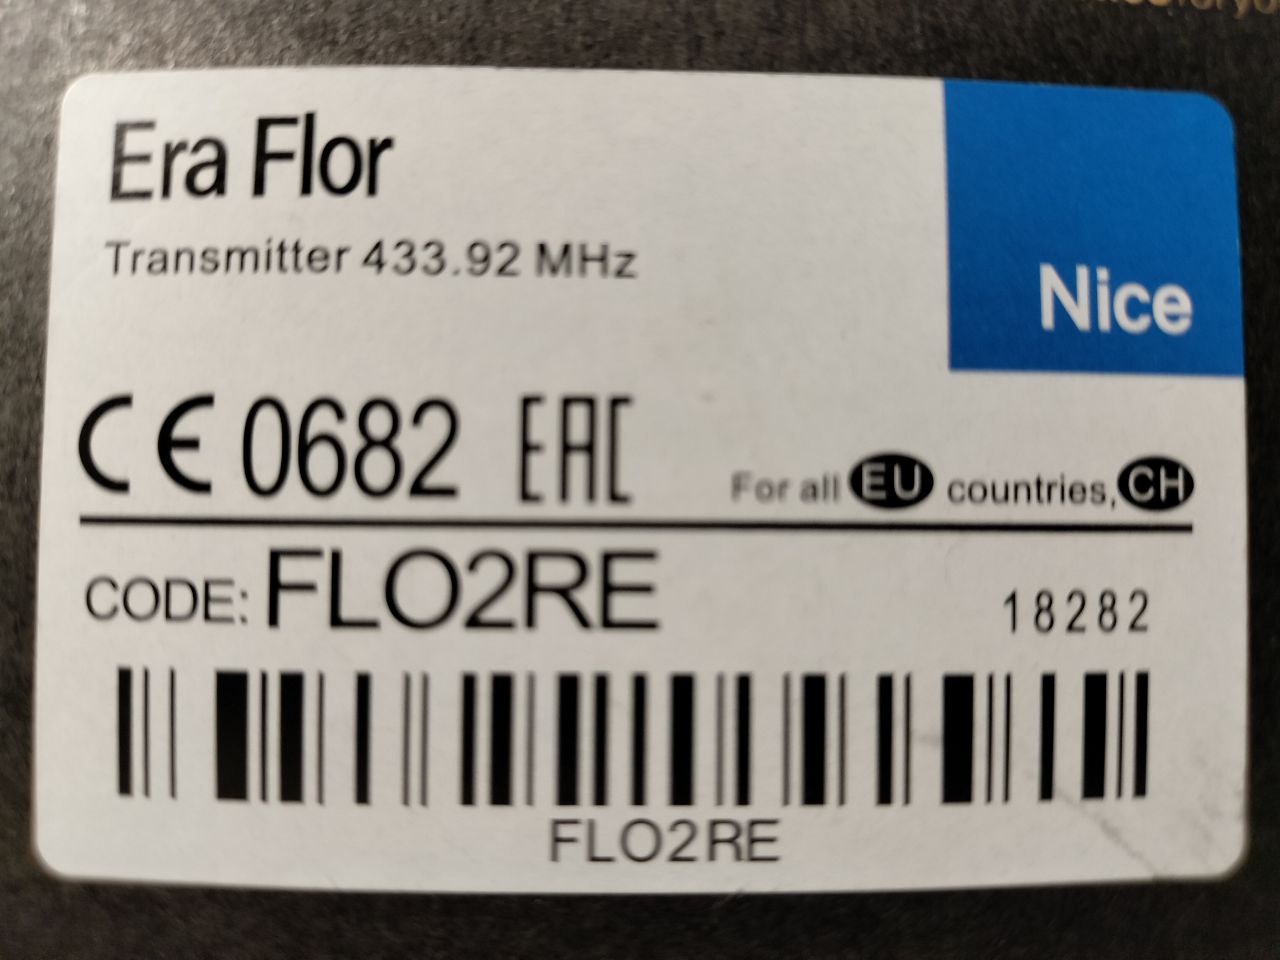 Era Flor
Transmitter 433.92 MHz
Nice
CE 0682 EAC
For all EU countries, CH
CODE: FLO2RE
18282
FLO2RE